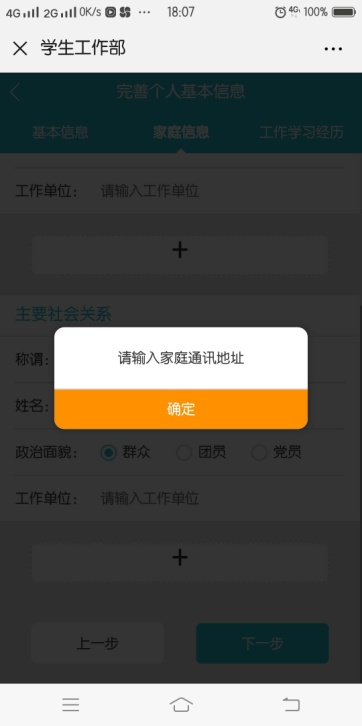 4G 2G 0K/s ··· 18:07 4G 100%
× 学生工作部 ···
完善个人基本信息
基本信息 家庭信息 工作学习经历
工作单位: 请输入工作单位
+
主要社会关系
请输入家庭通讯地址
称谓:
确定
姓名:
政治面貌: 群众 团员 党员
工作单位: 请输入工作单位
+
上一步 下一步